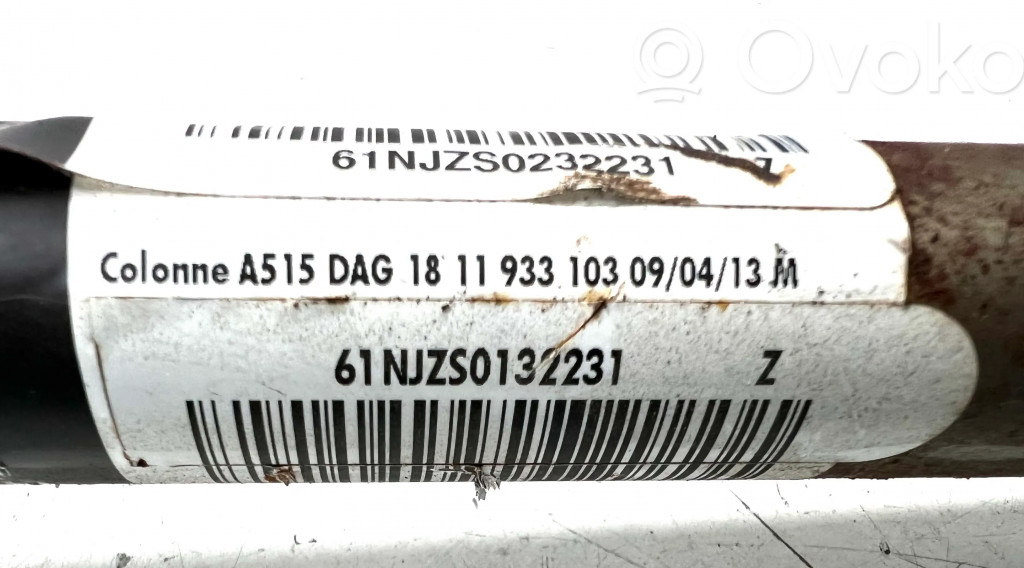 Ovoko
61NJZS0232231 Z
Colonne A515 DAG 18 11 933 103 09/04/13 M
61NJZS0132231 Z